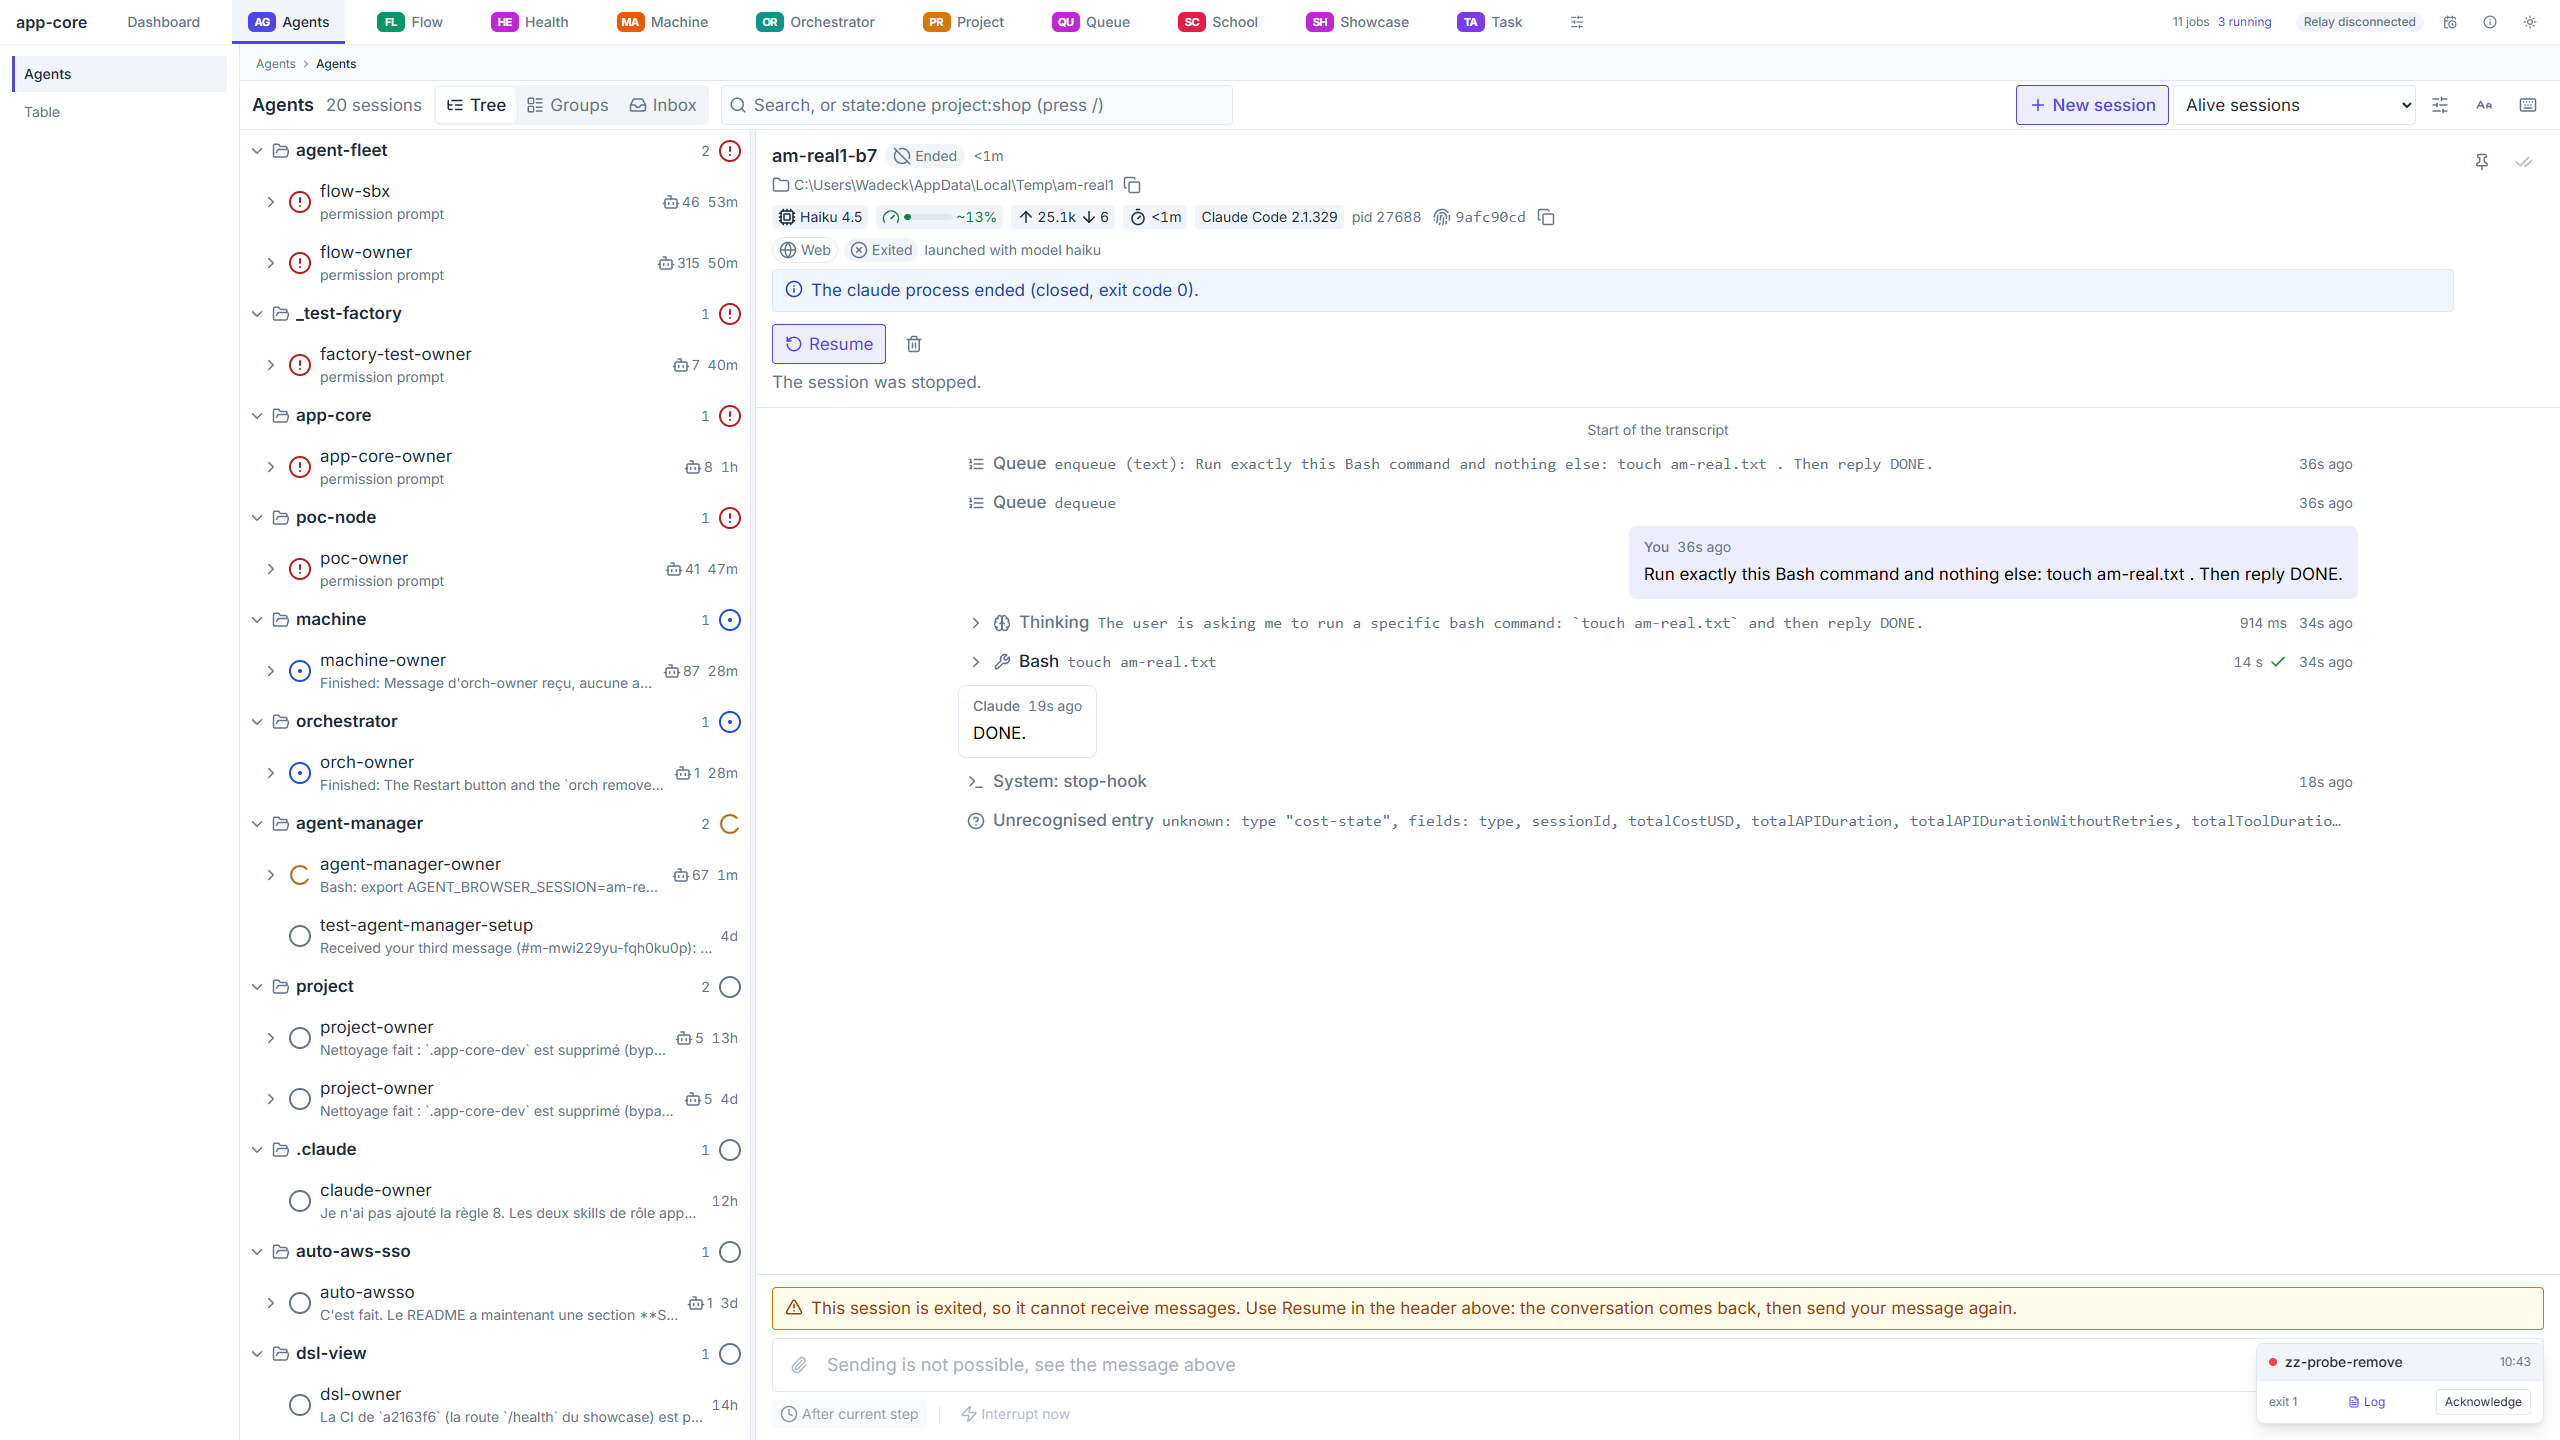 app-core Dashboard AG Agents FL Flow HE Health MA Machine OR Orchestrator PR Project QU Queue SC School SH Showcase TA Task 11 jobs 3 running Relay disconnected
Agents
Table
Agents > Agents
Agents 20 sessions Tree Groups Inbox Search, or state:done project:shop (press /) + New session Alive sessions Aa
agent-fleet 2
flow-sbx
permission prompt
46 53m
flow-owner
permission prompt
315 50m
_test-factory 1
factory-test-owner
permission prompt
7 40m
app-core 1
app-core-owner
permission prompt
8 1h
poc-node 1
poc-owner
permission prompt
41 47m
machine 1
machine-owner
Finished: Message d'orch-owner reçu, aucune a...
87 28m
orchestrator 1
orch-owner
Finished: The Restart button and the `orch remove...
1 28m
agent-manager 2
agent-manager-owner
Bash: export AGENT_BROWSER_SESSION=am-re...
67 1m
test-agent-manager-setup
Received your third message (#m-mwi229yu-fqh0ku0p): ...
4d
project 2
project-owner
Nettoyage fait : `.app-core-dev` est supprimé (byp...
5 13h
project-owner
Nettoyage fait : `.app-core-dev` est supprimé (bypa...
5 4d
.claude 1
claude-owner
Je n'ai pas ajouté la règle 8. Les deux skills de rôle app...
12h
auto-aws-sso 1
auto-awsso
C'est fait. Le README a maintenant une section **S...
1 3d
dsl-view 1
dsl-owner
La CI de `a2163f6` (la route `/health` du showcase) est p...
14h
am-real1-b7 Ended <1m
C:\Users\Wadeck\AppData\Local\Temp\am-real1
Haiku 4.5 ~13% 25.1k 6 <1m Claude Code 2.1.329 pid 27688 9afc90cd
Web Exited launched with model haiku
The claude process ended (closed, exit code 0).
Resume
The session was stopped.
Start of the transcript
Queue enqueue (text): Run exactly this Bash command and nothing else: touch am-real.txt . Then reply DONE. 36s ago
Queue dequeue 36s ago
You 36s ago
Run exactly this Bash command and nothing else: touch am-real.txt . Then reply DONE.
Thinking The user is asking me to run a specific bash command: `touch am-real.txt` and then reply DONE. 914 ms 34s ago
Bash touch am-real.txt 14 s 34s ago
Claude 19s ago
DONE.
System: stop-hook 18s ago
Unrecognised entry unknown: type "cost-state", fields: type, sessionId, totalCostUSD, totalAPIDuration, totalAPIDurationWithoutRetries, totalToolDuratio…
This session is exited, so it cannot receive messages. Use Resume in the header above: the conversation comes back, then send your message again.
Sending is not possible, see the message above
After current step Interrupt now
zz-probe-remove 10:43
exit 1 Log Acknowledge